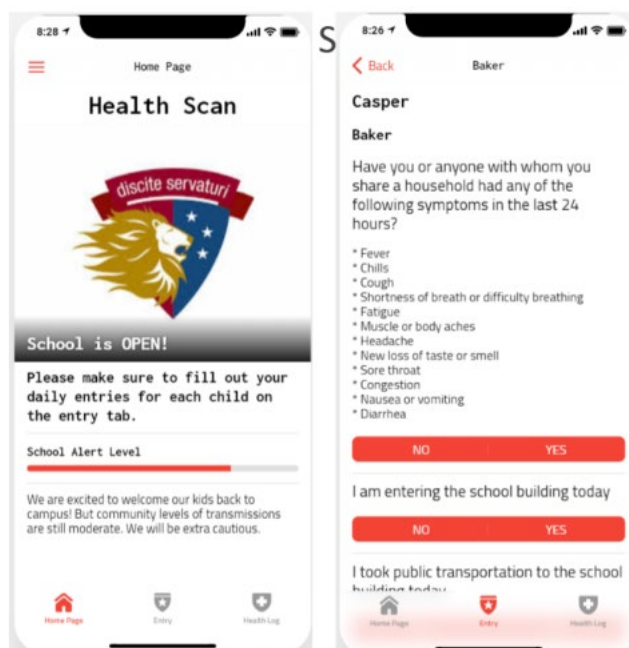 8:28
Home Page
Health Scan
discite servaturi
School is OPEN!
Please make sure to fill out your
daily entries for each child on
the entry tab.
School Alert Level
We are excited to welcome our kids back to
campus! But community levels of transmissions
are still moderate. We will be extra cautious.
Home Page Entry Health Log
S
8:26
Back Baker
Casper
Baker
Have you or anyone with whom you
share a household had any of the
following symptoms in the last 24
hours?
* Fever
* Chills
* Cough
* Shortness of breath or difficulty breathing
* Fatigue
* Muscle or body aches
* Headache
* New loss of taste or smell
* Sore throat
* Congestion
* Nausea or vomiting
* Diarrhea
NO YES
I am entering the school building today
NO YES
I took public transportation to the school
building today
Home Page Entry Health Log